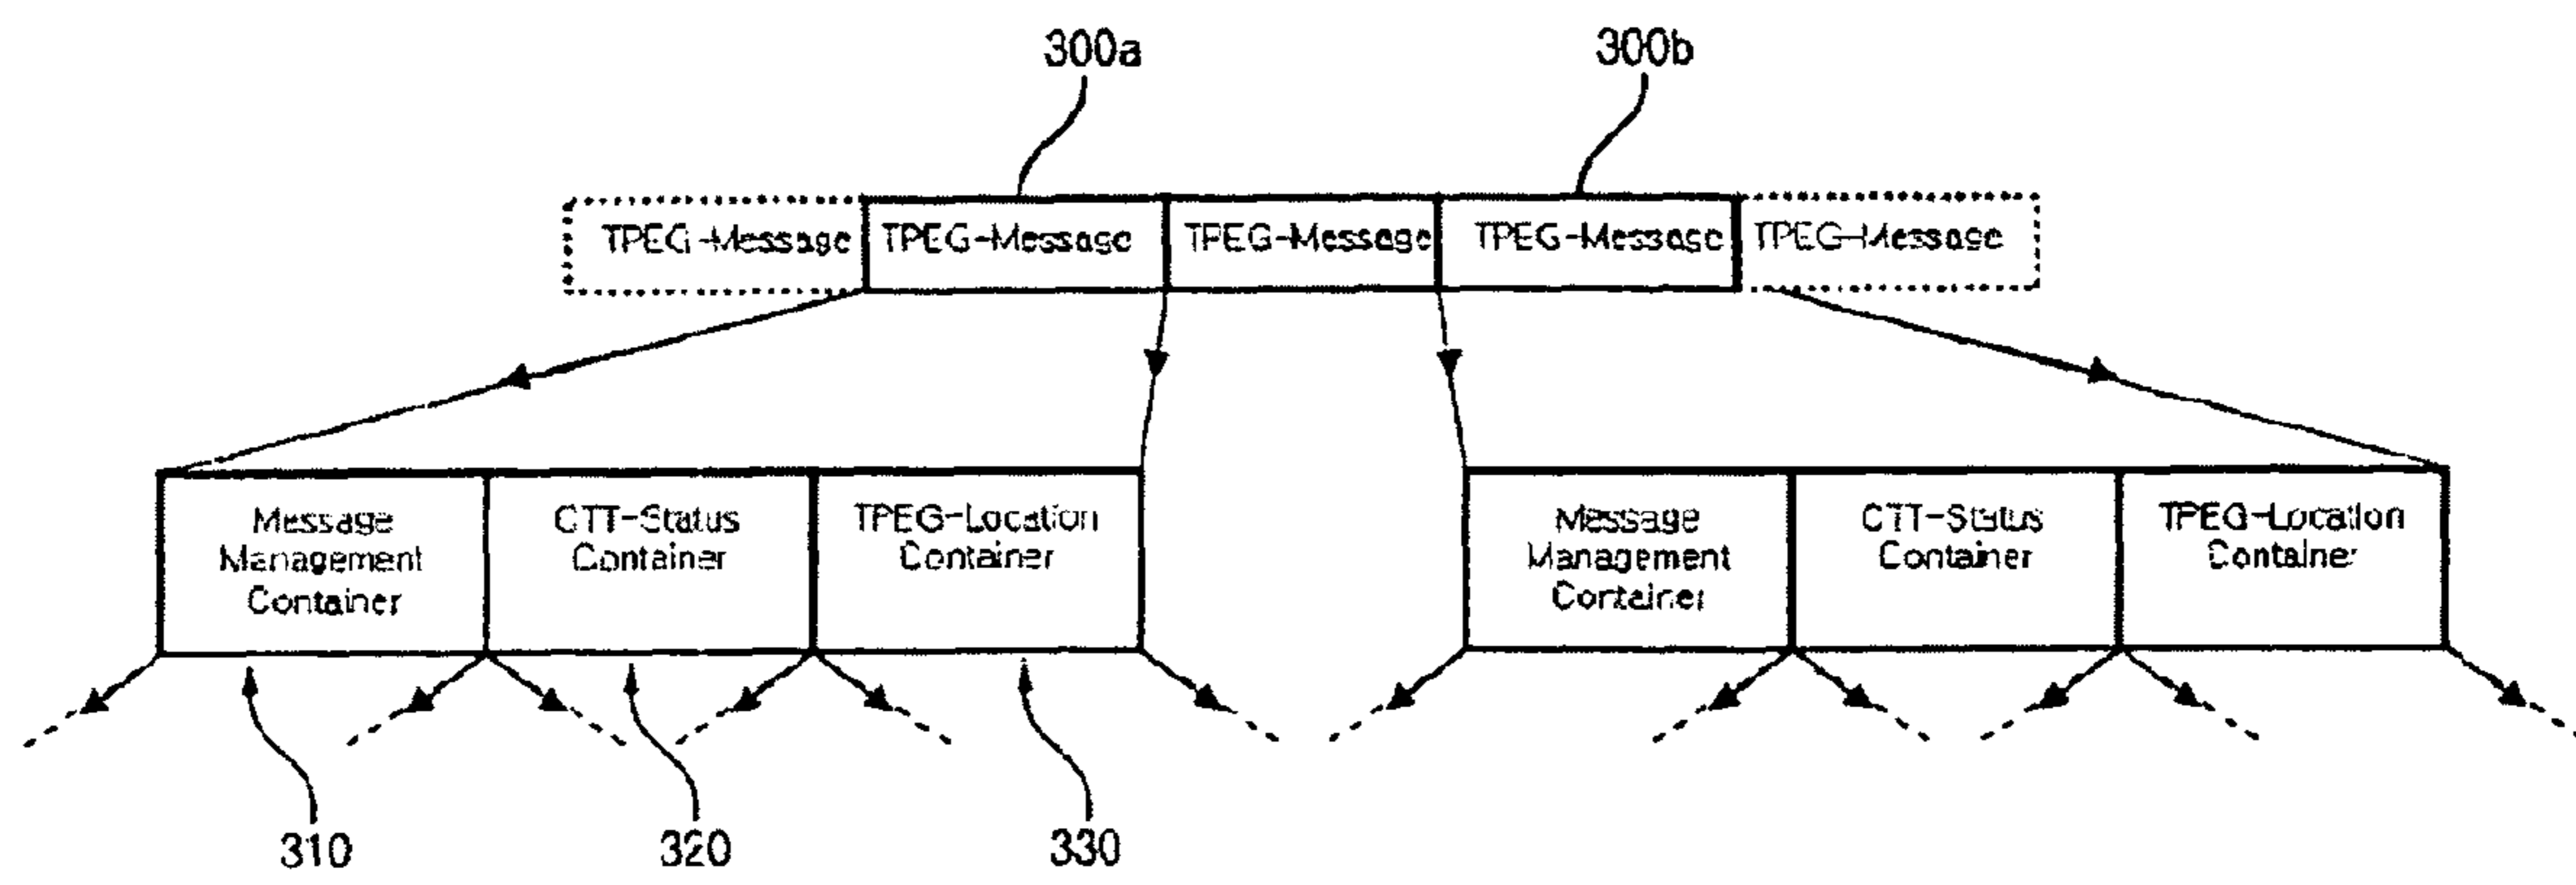 300a 300b
TPEG-Message TPEG-Message TPEG-Message TPEG-Message TPEG-Message
Message Management Container
CTT-Status Container
TPEG-Location Container
Message Management Container
CTT-Status Container
TPEG-Location Container
310 320 330